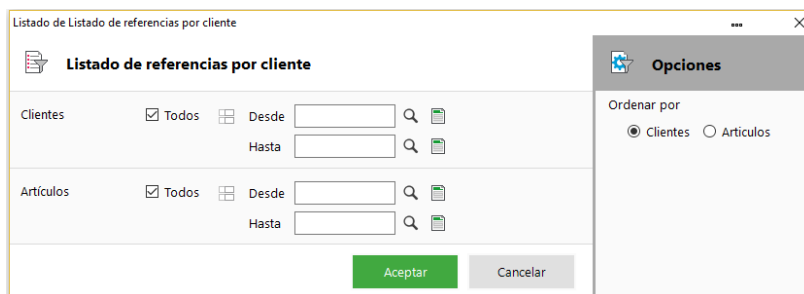 Listado de Listado de referencias por cliente
Listado de referencias por cliente
Opciones
Clientes Todos Desde
Hasta
Artículos Todos Desde
Hasta
Ordenar por
Clientes Articulos
Aceptar Cancelar